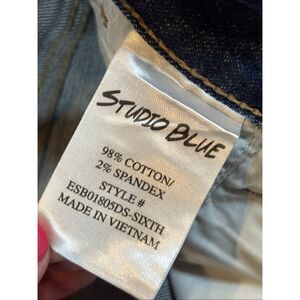 STUDIO BLUE
98% COTTON/
2% SPANDEX
STYLE #
ESB01805DS-SIXTH
MADE IN VIETNAM